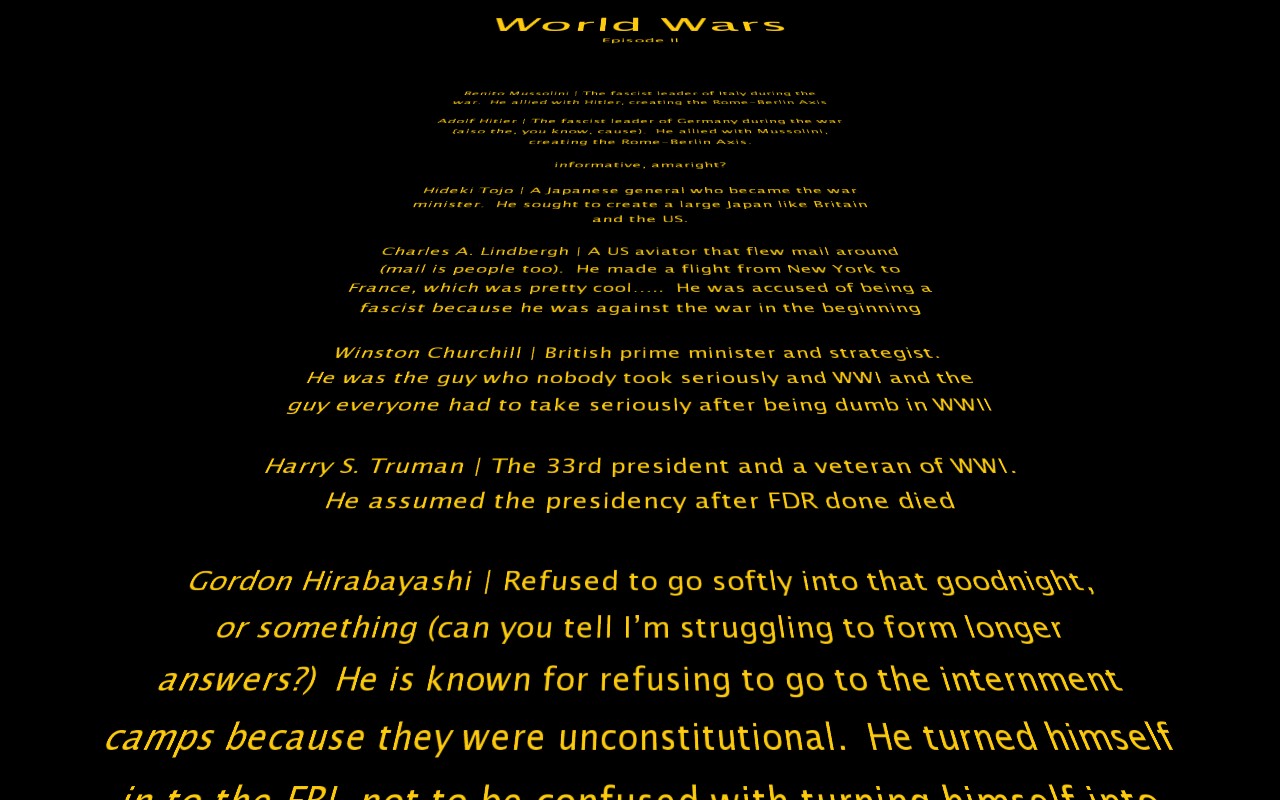 World Wars
Episode II
Benito Mussolini | The fascist leader of Italy during the
war. He allied with Hitler, creating the Rome-Berlin Axis
Adolf Hitler | The fascist leader of Germany during the war
(also the, you know, cause). He allied with Mussolini,
creating the Rome-Berlin Axis.
informative, amaright?
Hideki Tojo | A Japanese general who became the war
minister. He sought to create a large Japan like Britain
and the US.
Charles A. Lindbergh | A US aviator that flew mail around
(mail is people too). He made a flight from New York to
France, which was pretty cool..... He was accused of being a
fascist because he was against the war in the beginning
Winston Churchill | British prime minister and strategist.
He was the guy who nobody took seriously and WWI and the
guy everyone had to take seriously after being dumb in WWII
Harry S. Truman | The 33rd president and a veteran of WWI.
He assumed the presidency after FDR done died
Gordon Hirabayashi | Refused to go softly into that goodnight,
or something (can you tell I'm struggling to form longer
answers?) He is known for refusing to go to the internment
camps because they were unconstitutional. He turned himself
in to the FBI, not to be confused with turning himself into